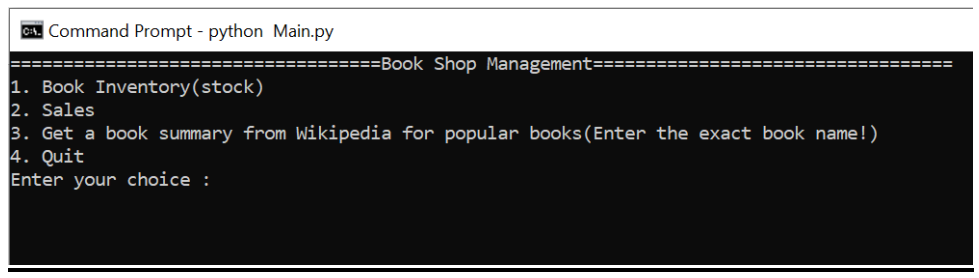 Command Prompt - python  Main.py
===================================Book Shop Management==================================
1. Book Inventory(stock)
2. Sales
3. Get a book summary from Wikipedia for popular books(Enter the exact book name!)
4. Quit
Enter your choice :